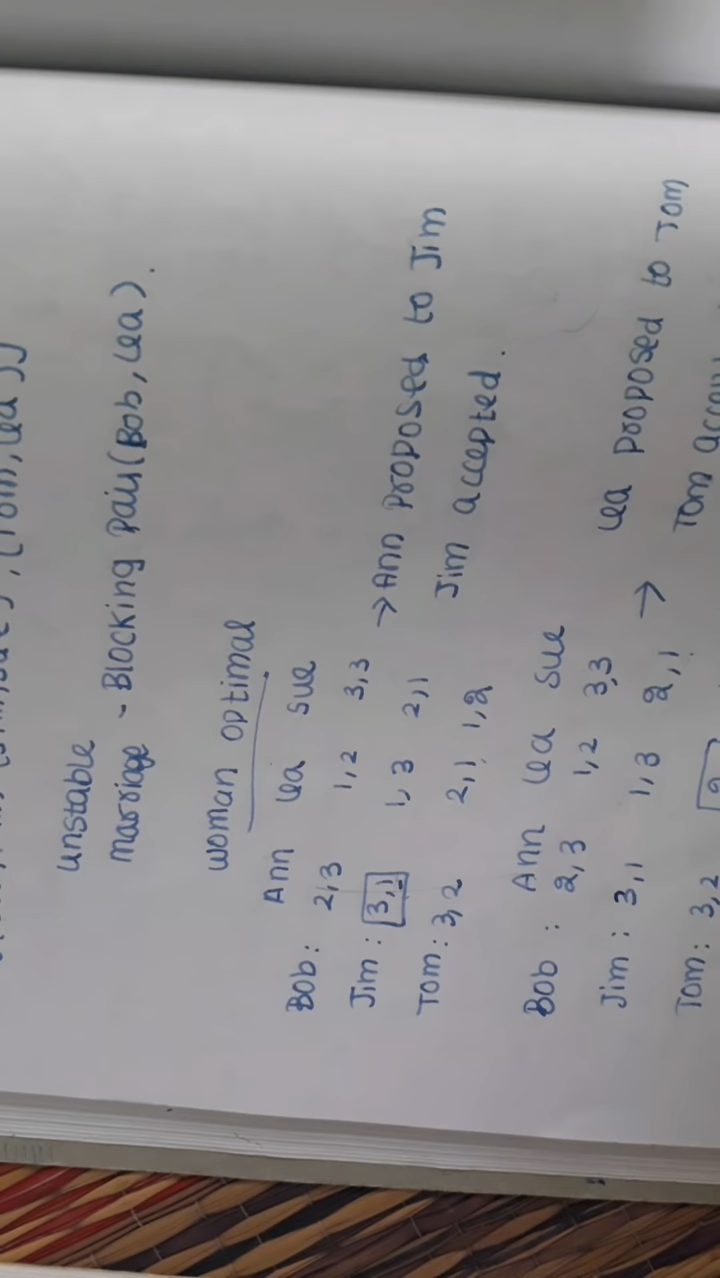 unstable
marriage - Blocking pair (Bob, Lea).
woman optimal
Ann Lea Sue
Bob: 2,3 1,2 3,3
Jim: 3,1 1,3 2,1 → Ann proposed to Jim
Tom: 3,2 2,1 1,2 Jim accepted.
Ann Lea Sue
Bob: 2,3 1,2 3,3
Jim: 3,1 1,3 2,1 → Lea proposed to Tom
Tom: 3,2 Tom